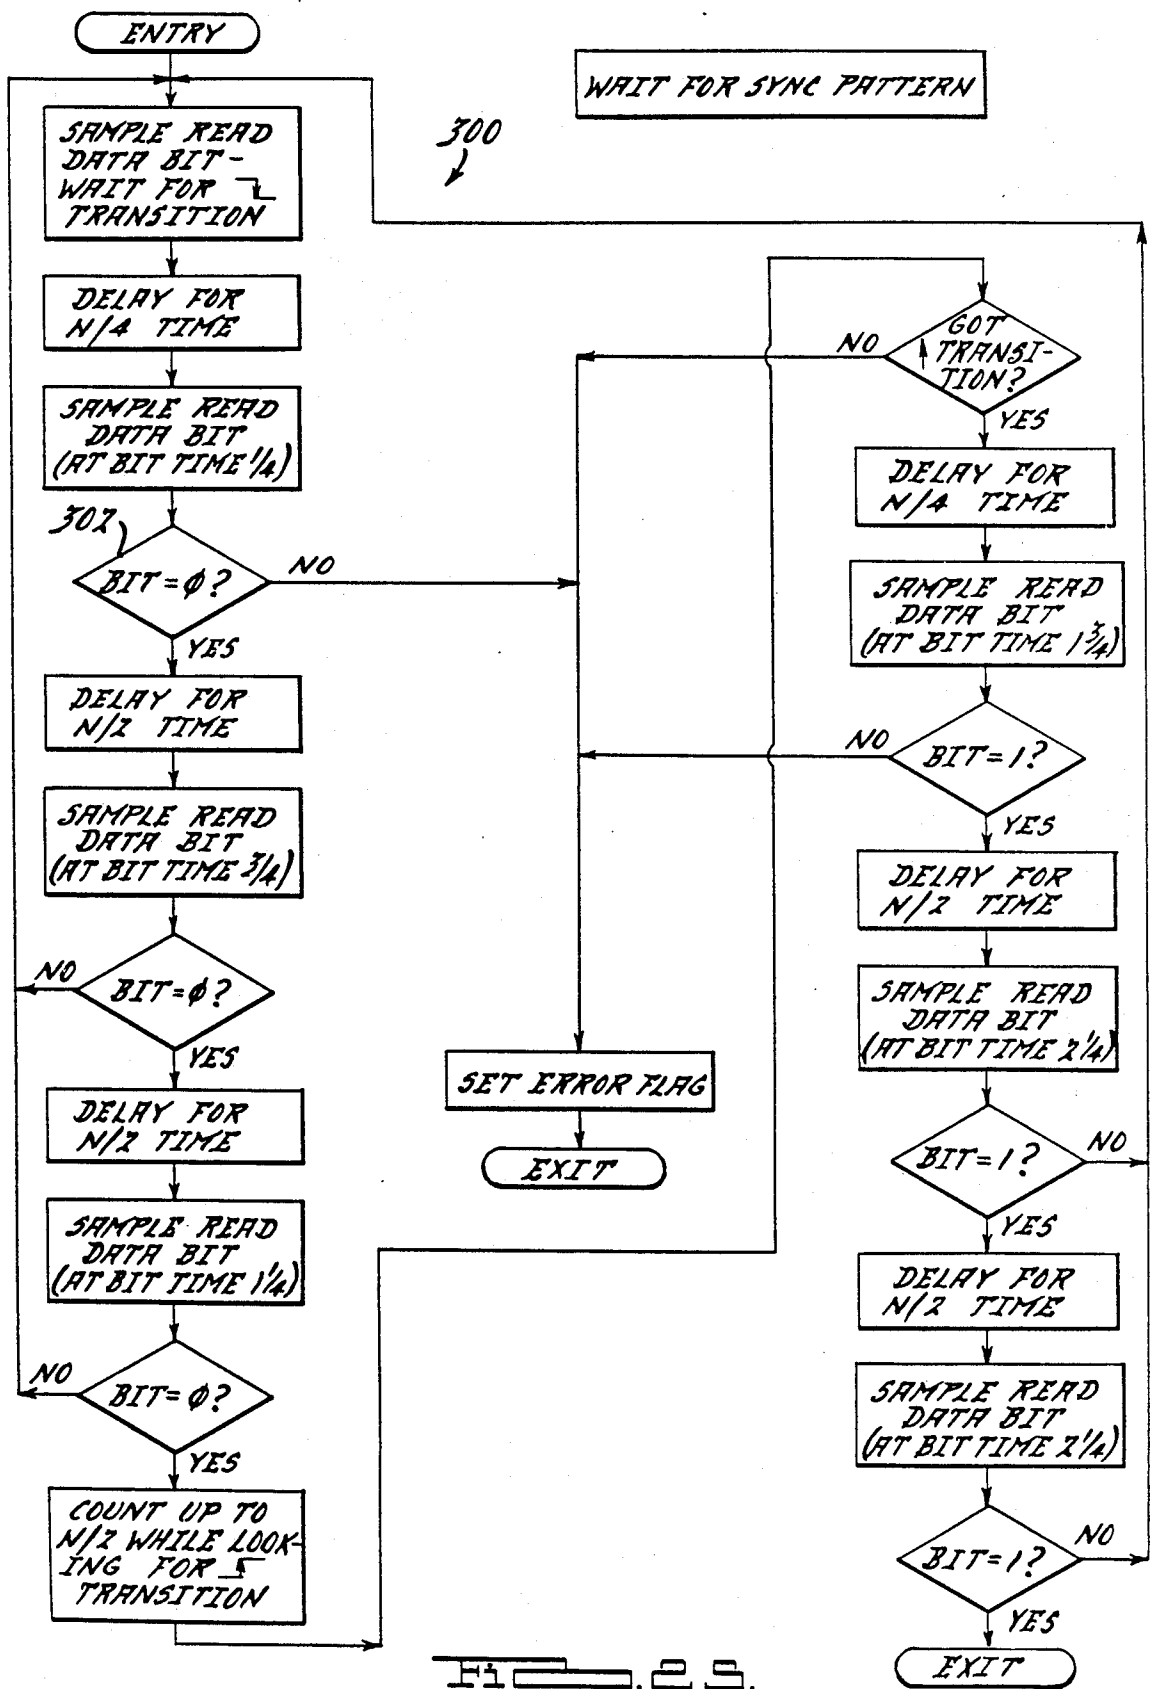 ENTRY
WAIT FOR SYNC PATTERN
300
SAMPLE READ
DATA BIT -
WAIT FOR
TRANSITION
DELAY FOR
N/4 TIME
SAMPLE READ
DATA BIT
(AT BIT TIME 1/4)
302
BIT=φ?
NO
YES
DELAY FOR
N/2 TIME
SAMPLE READ
DATA BIT
(AT BIT TIME 3/4)
BIT=φ?
NO
YES
DELAY FOR
N/2 TIME
SAMPLE READ
DATA BIT
(AT BIT TIME 1 1/4)
BIT=φ?
NO
YES
COUNT UP TO
N/2 WHILE LOOK-
ING FOR
TRANSITION
SET ERROR FLAG
EXIT
GOT
TRANSI-
TION?
NO
YES
DELAY FOR
N/4 TIME
SAMPLE READ
DATA BIT
(AT BIT TIME 1 3/4)
BIT=1?
NO
YES
DELAY FOR
N/2 TIME
SAMPLE READ
DATA BIT
(AT BIT TIME 2 1/4)
BIT=1?
NO
YES
DELAY FOR
N/2 TIME
SAMPLE READ
DATA BIT
(AT BIT TIME 2 1/4)
BIT=1?
NO
YES
EXIT